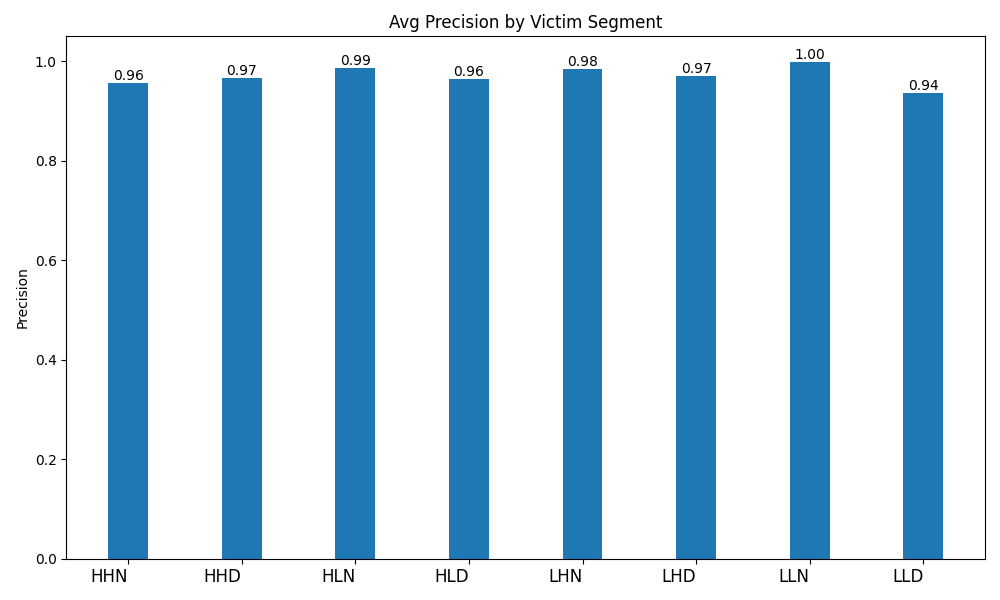 Avg Precision by Victim Segment
Precision
1.0
0.8
0.6
0.4
0.2
0.0
0.96 0.97 0.99 0.96 0.98 0.97 1.00 0.94
HHN HHD HLN HLD LHN LHD LLN LLD